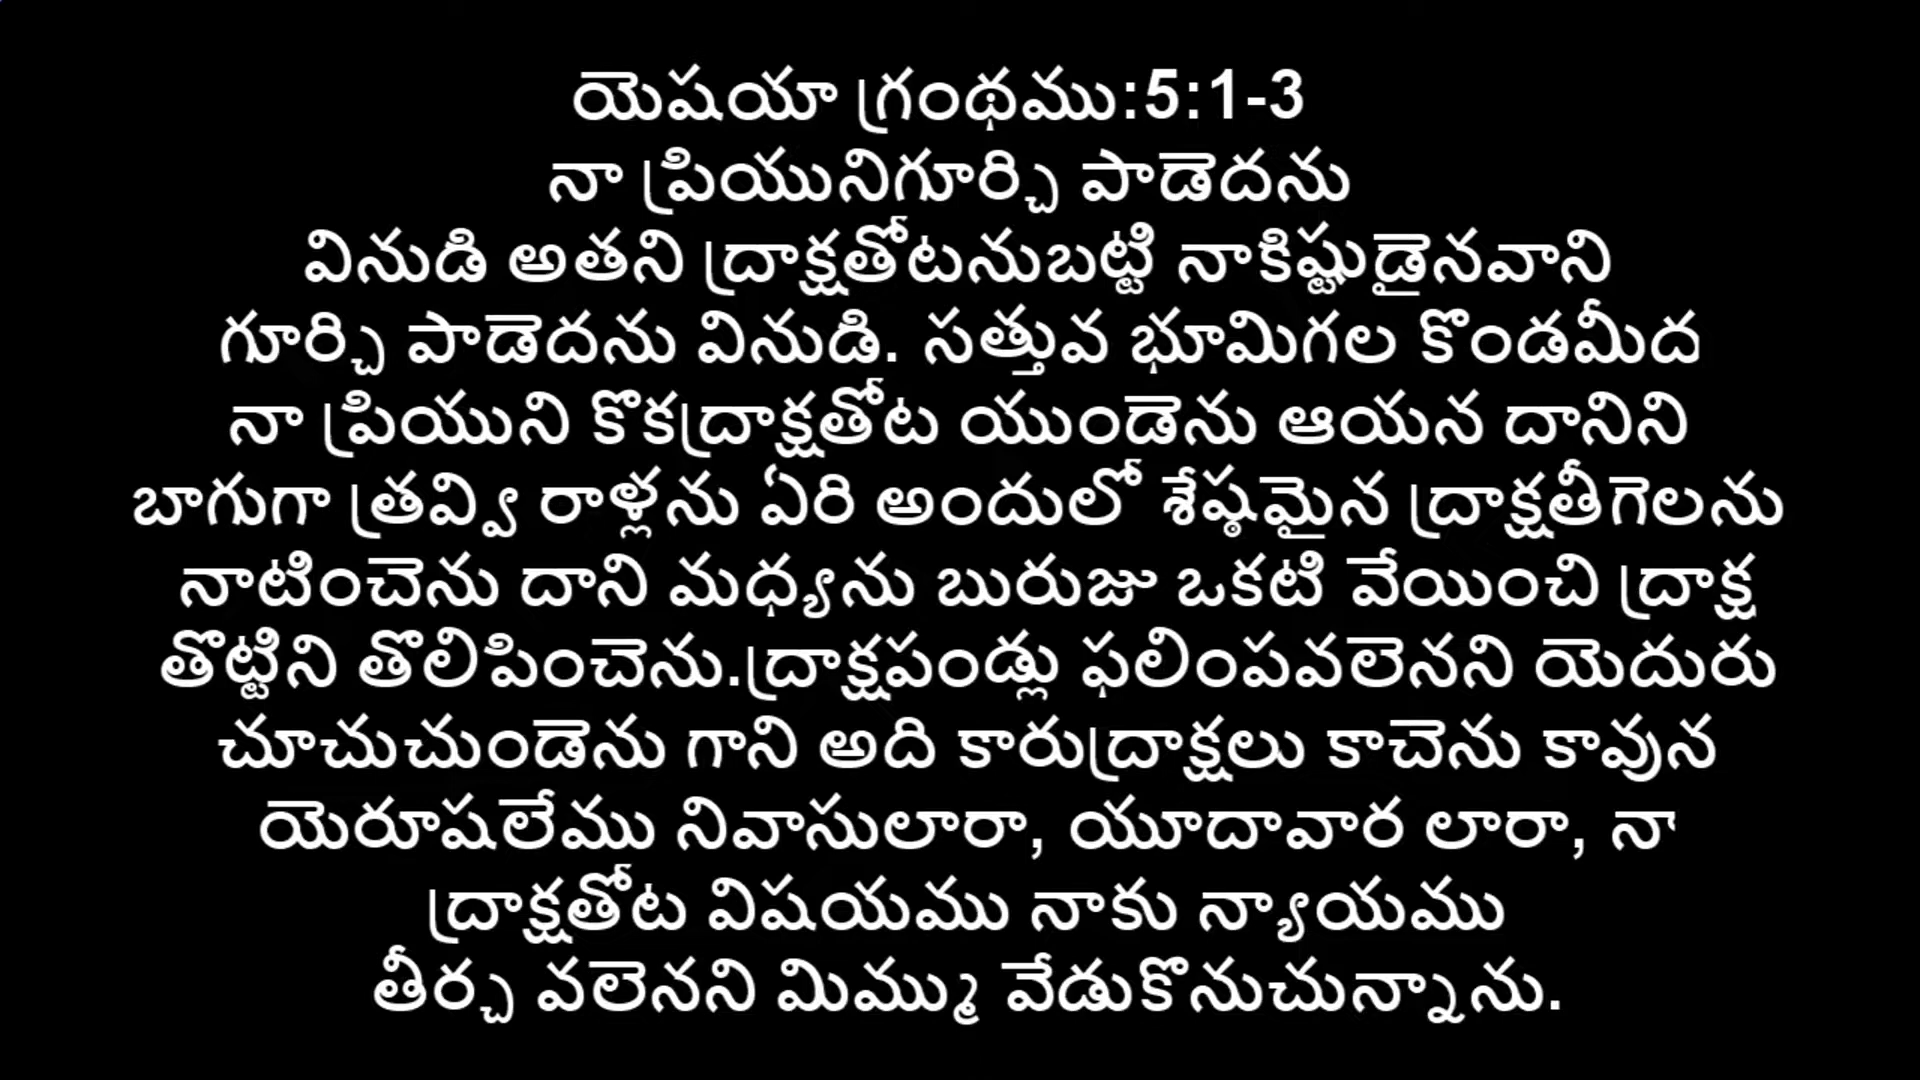 యెషయా గ్రంథము:5:1-3
నా ప్రియునిగూర్చి పాడెదను
వినుడి అతని ద్రాక్షతోటనుబట్టి నాకిష్టుడైనవాని
గూర్చి పాడెదను వినుడి. సత్తువ భూమిగల కొండమీద
నా ప్రియుని కొకద్రాక్షతోట యుండెను ఆయన దానిని
బాగుగా త్రవ్వి రాళ్లను ఏరి అందులో శేష్ఠమైన ద్రాక్షతీగెలను
నాటించెను దాని మధ్యను బురుజు ఒకటి వేయించి ద్రాక్ష
తొట్టిని తొలిపించెను.ద్రాక్షపండ్లు ఫలింపవలెనని యెదురు
చూచుచుండెను గాని అది కారుద్రాక్షలు కాచెను కావున
యెరూషలేము నివాసులారా, యూదావార లారా, నా
ద్రాక్షతోట విషయము నాకు న్యాయము
తీర్చ వలెనని మిమ్ము వేడుకొనుచున్నాను.